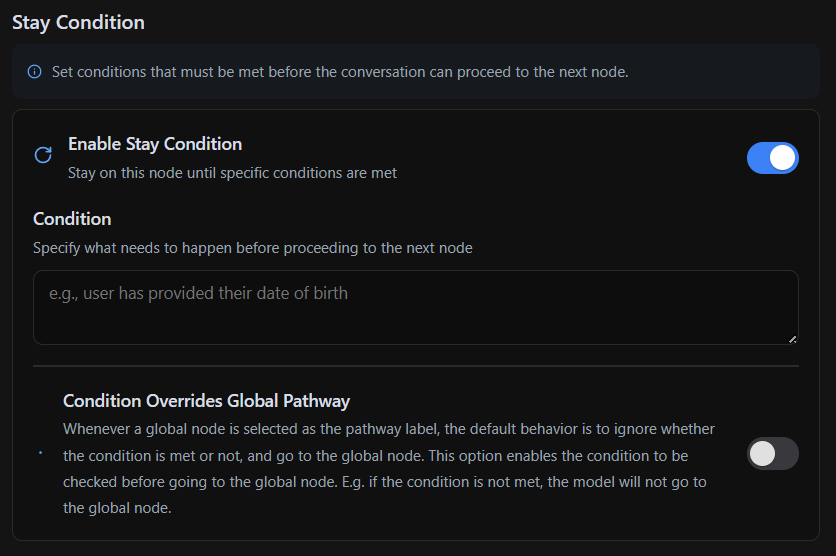 Stay Condition
Set conditions that must be met before the conversation can proceed to the next node.
Enable Stay Condition
Stay on this node until specific conditions are met
Condition
Specify what needs to happen before proceeding to the next node
e.g., user has provided their date of birth
Condition Overrides Global Pathway
Whenever a global node is selected as the pathway label, the default behavior is to ignore whether
the condition is met or not, and go to the global node. This option enables the condition to be
checked before going to the global node. E.g. if the condition is not met, the model will not go to
the global node.